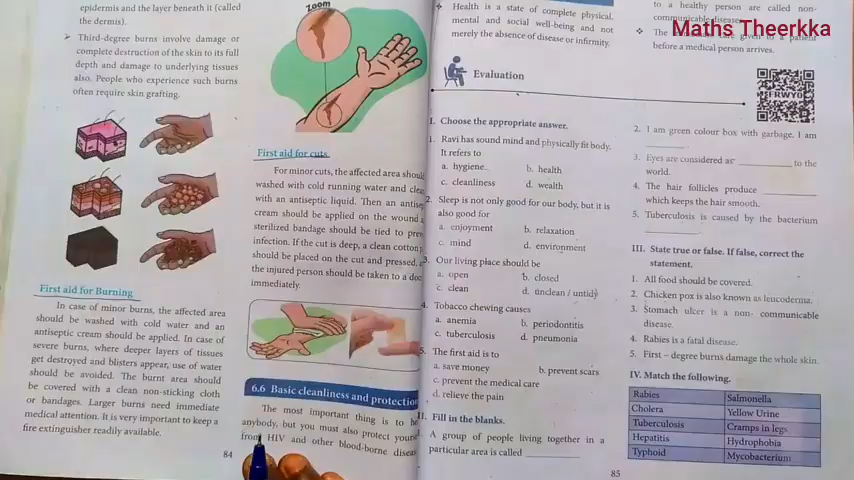 epidermis and the layer beneath it (called
the dermis).
➢ Third-degree burns involve damage or
complete destruction of the skin to its full
depth and damage to underlying tissues
also. People who experience such burns
often require skin grafting.
First aid for Burning
In case of minor burns, the affected area
should be washed with cold water and an
antiseptic cream should be applied. In case of
severe burns, where deeper layers of tissues
get destroyed and blisters appear, use of water
should be avoided. The burnt area should
be covered with a clean non-sticking cloth
or bandages. Larger burns need immediate
medical attention. It is very important to keep a
fire extinguisher readily available.
84
Zoom
First aid for cuts
For minor cuts, the affected area
washed with cold running water and
with an antiseptic liquid. Then an
cream should be applied on the wound
sterilized bandage should be tied to
infection. If the cut is deep, a clean cotton
should be placed on the cut and pressed,
the injured person should be taken to a
immediately.
6.6 Basic cleanliness and protection
The most important thing is to
anybody, but you must also protect
from HIV and other blood-borne
❖ Health is a state of complete physical,
mental and social well-being and not
merely the absence of disease or infirmity.
to a healthy person are called non-
communicable
❖ The given to a patient
before a medical person arrives.
Maths Theerkka
Evaluation
FRWYD
I. Choose the appropriate answer.
1. Ravi has sound mind and physically fit body.
It refers to
a. hygiene b. health
c. cleanliness d. wealth
2. Sleep is not only good for our body, but it is
also good for
a. enjoyment b. relaxation
c. mind d. environment
3. Our living place should be
a. open b. closed
c. clean d. unclean / untidy
4. Tobacco chewing causes
a. anemia b. periodontitis
c. tuberculosis d. pneumonia
5. The first aid is to
a. save money b. prevent scars
c. prevent the medical care
d. relieve the pain
II. Fill in the blanks.
A group of people living together in a
particular area is called ________
2. I am green colour box with garbage. I am
________.
3. Eyes are considered as ________ to the
world.
4. The hair follicles produce ________
which keeps the hair smooth.
5. Tuberculosis is caused by the bacterium
________.
III. State true or false. If false, correct the
statement.
1. All food should be covered.
2. Chicken pox is also known as leucoderma.
3. Stomach ulcer is a non- communicable
disease.
4. Rabies is a fatal disease.
5. First – degree burns damage the whole skin.
IV. Match the following.
Rabies Salmonella
Cholera Yellow Urine
Tuberculosis Cramps in legs
Hepatitis Hydrophobia
Typhoid Mycobacterium
85